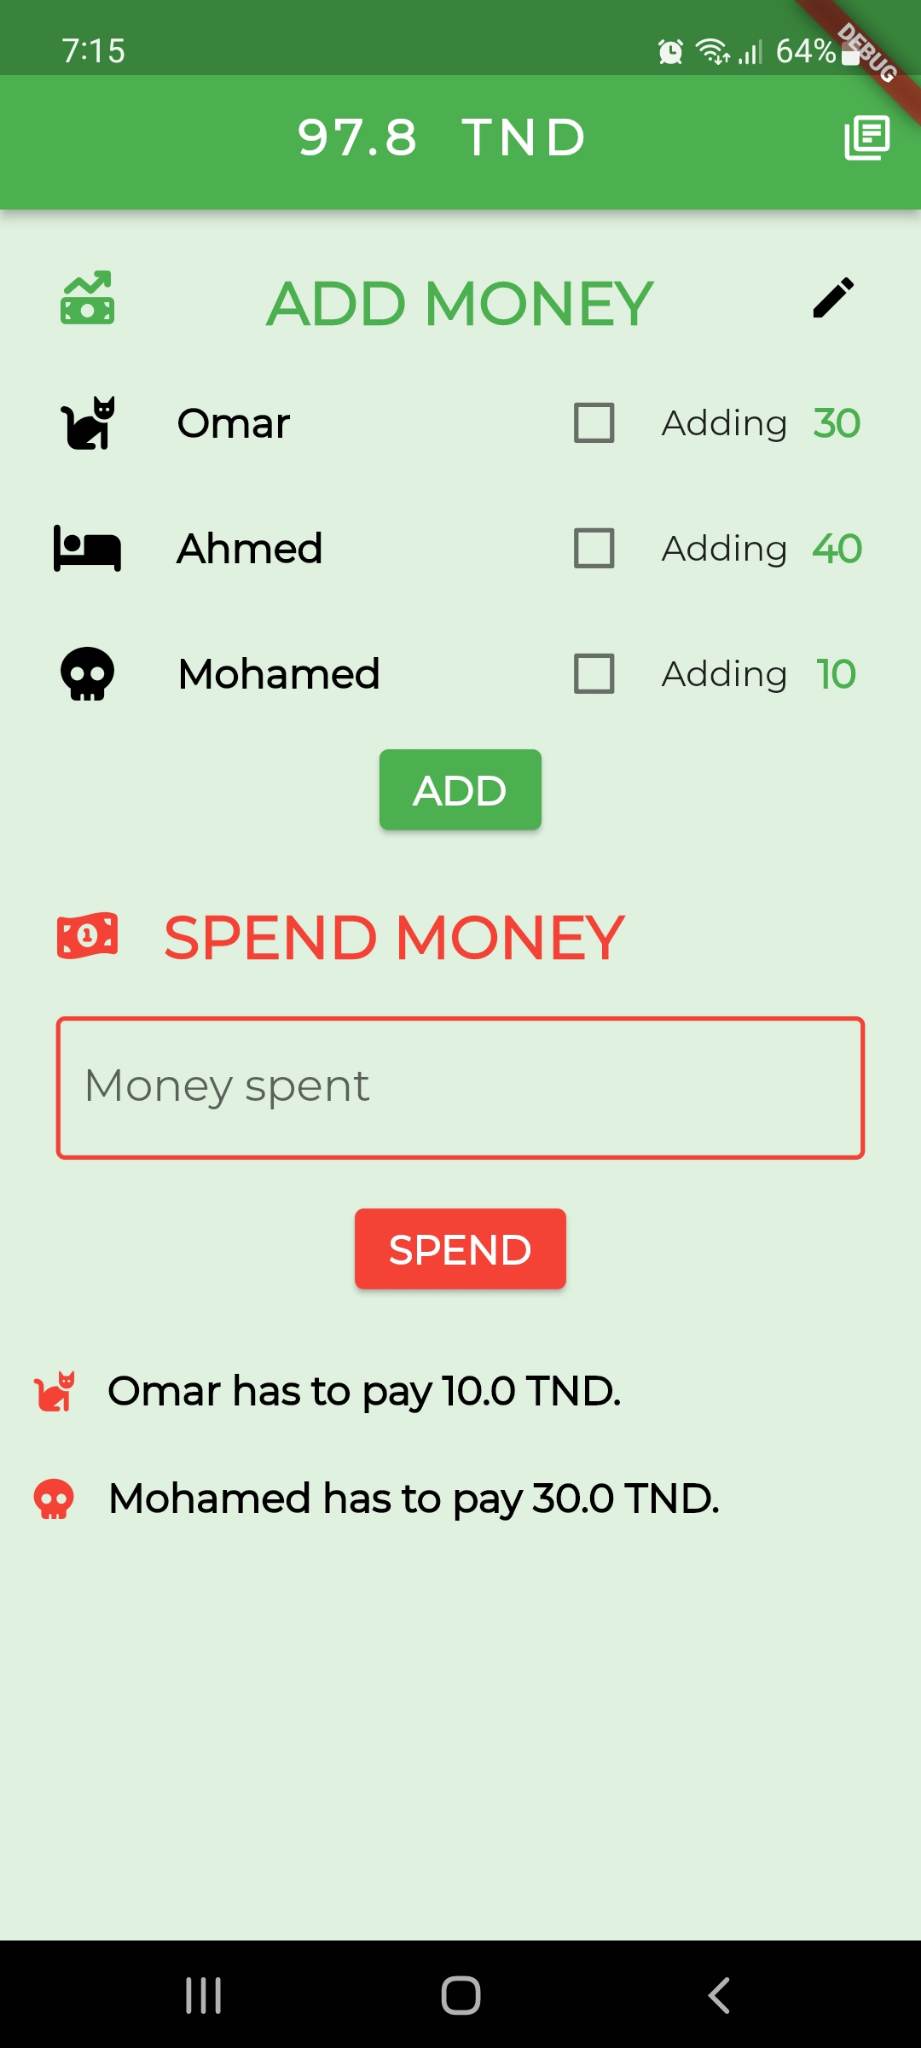 7:15 64%
DEBUG
97.8 TND
ADD MONEY
Omar Adding 30
Ahmed Adding 40
Mohamed Adding 10
ADD
1 SPEND MONEY
Money spent
SPEND
Omar has to pay 10.0 TND.
Mohamed has to pay 30.0 TND.